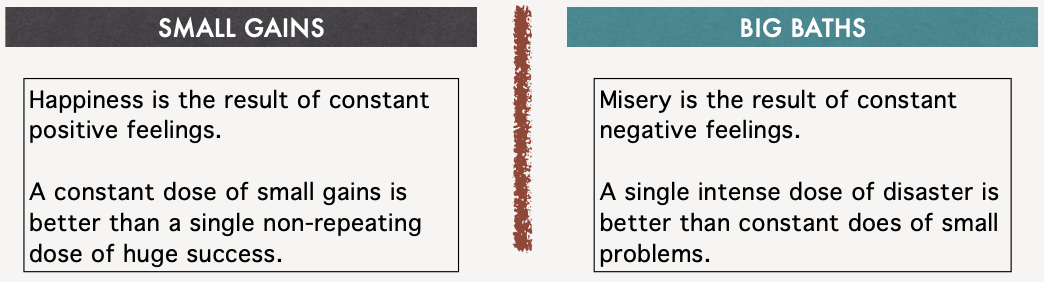 SMALL GAINS
Happiness is the result of constant
positive feelings.
A constant dose of small gains is
better than a single non-repeating
dose of huge success.
BIG BATHS
Misery is the result of constant
negative feelings.
A single intense dose of disaster is
better than constant does of small
problems.